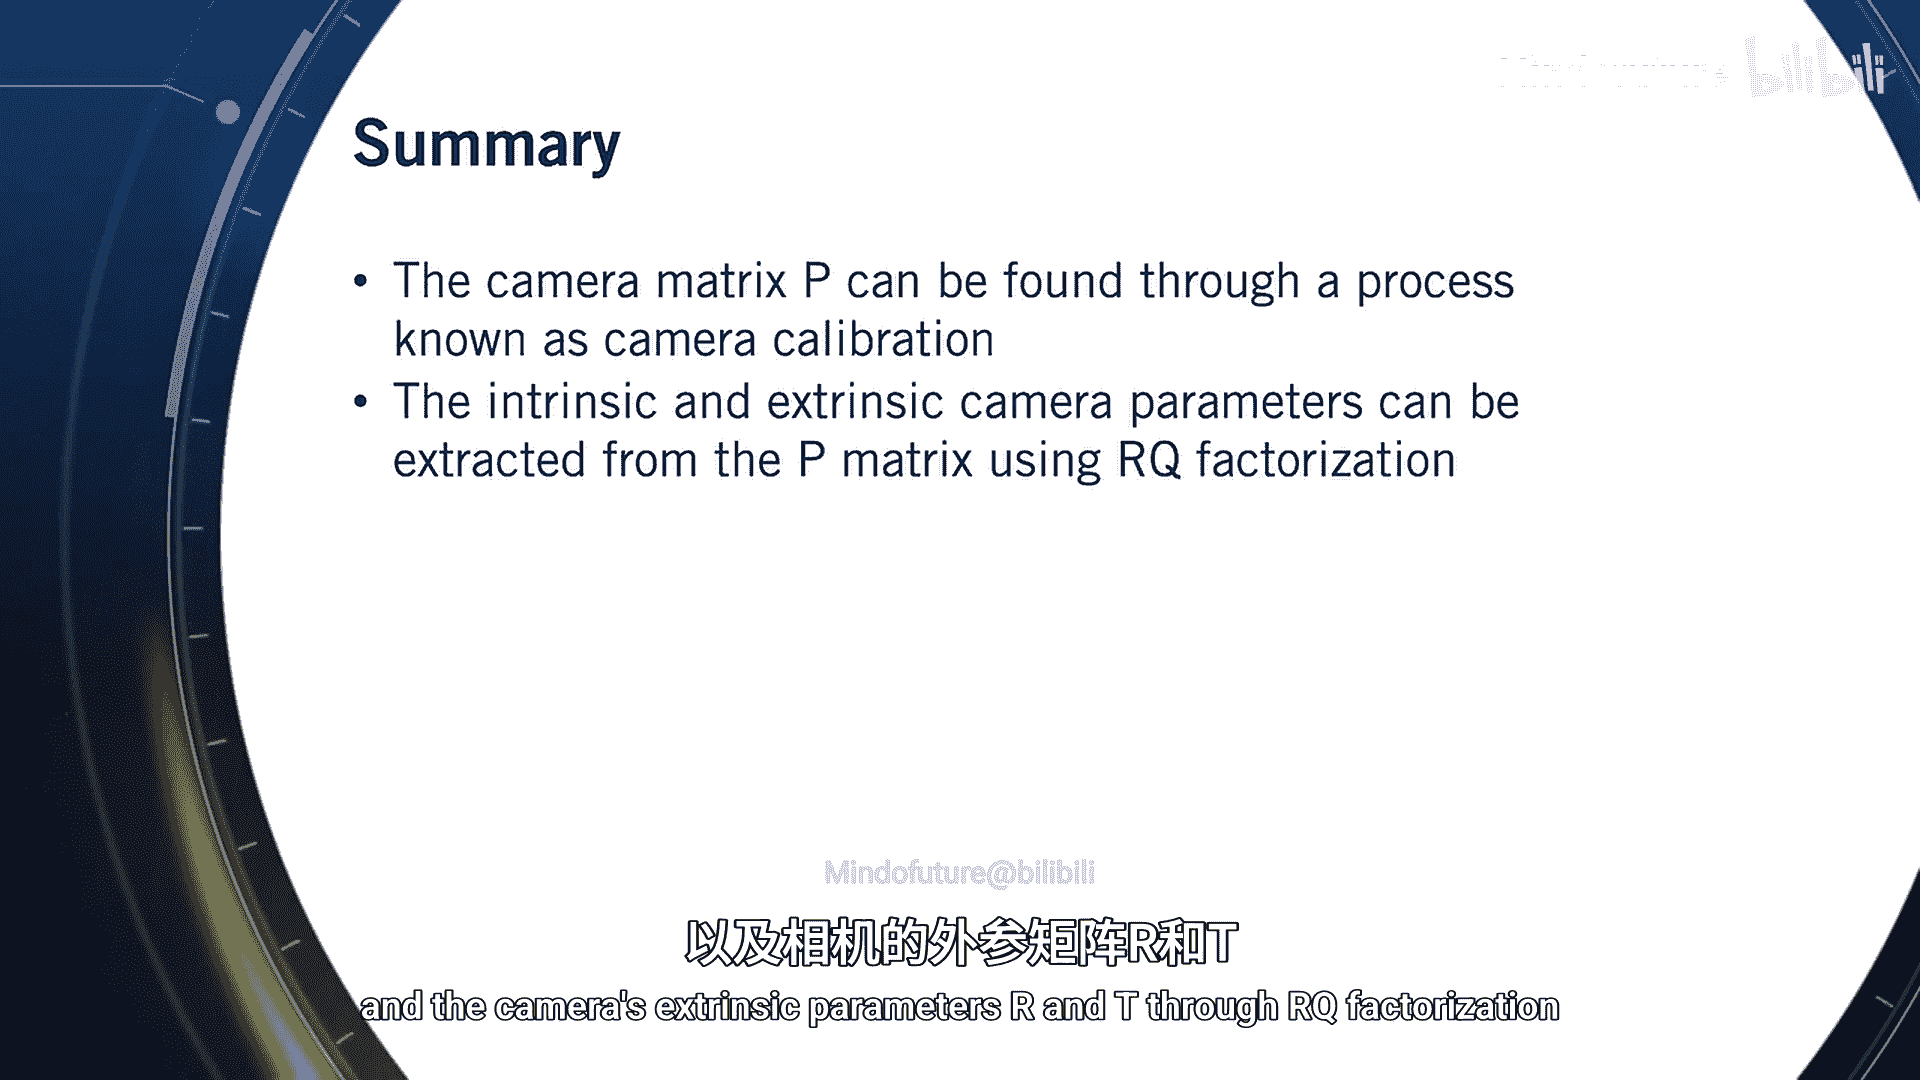 bilibili
Summary
• The camera matrix P can be found through a process
known as camera calibration
• The intrinsic and extrinsic camera parameters can be
extracted from the P matrix using RQ factorization
Mindofuture@bilibili
以及相机的外参矩阵R和T
and the camera's extrinsic parameters R and T through RQ factorization